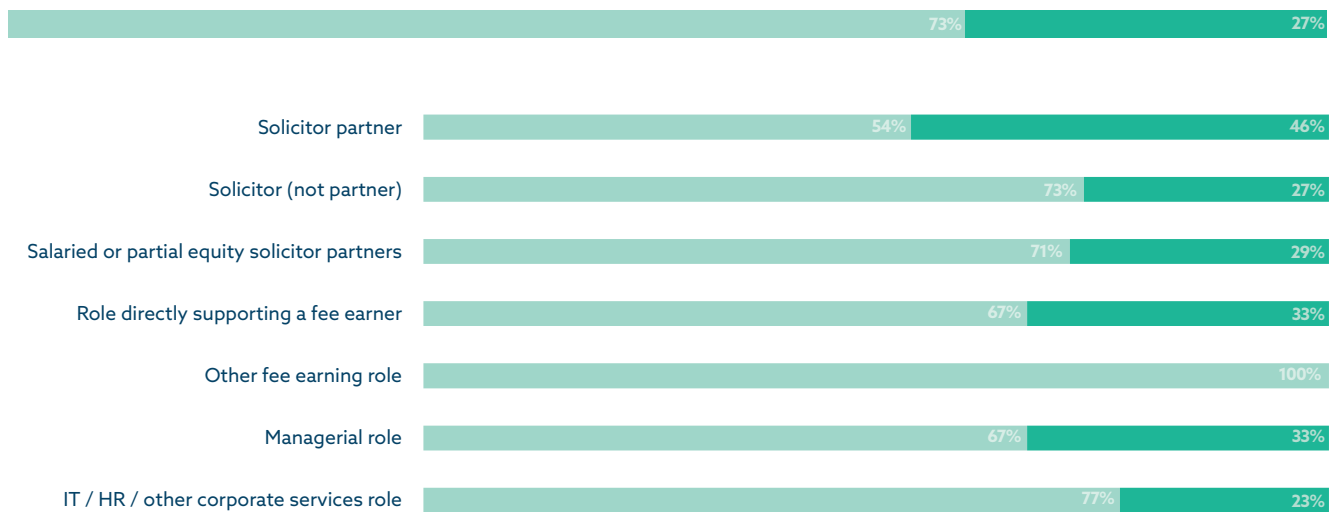 73% 27%
Solicitor partner 54% 46%
Solicitor (not partner) 73% 27%
Salaried or partial equity solicitor partners 71% 29%
Role directly supporting a fee earner 67% 33%
Other fee earning role 100%
Managerial role 67% 33%
IT / HR / other corporate services role 77% 23%